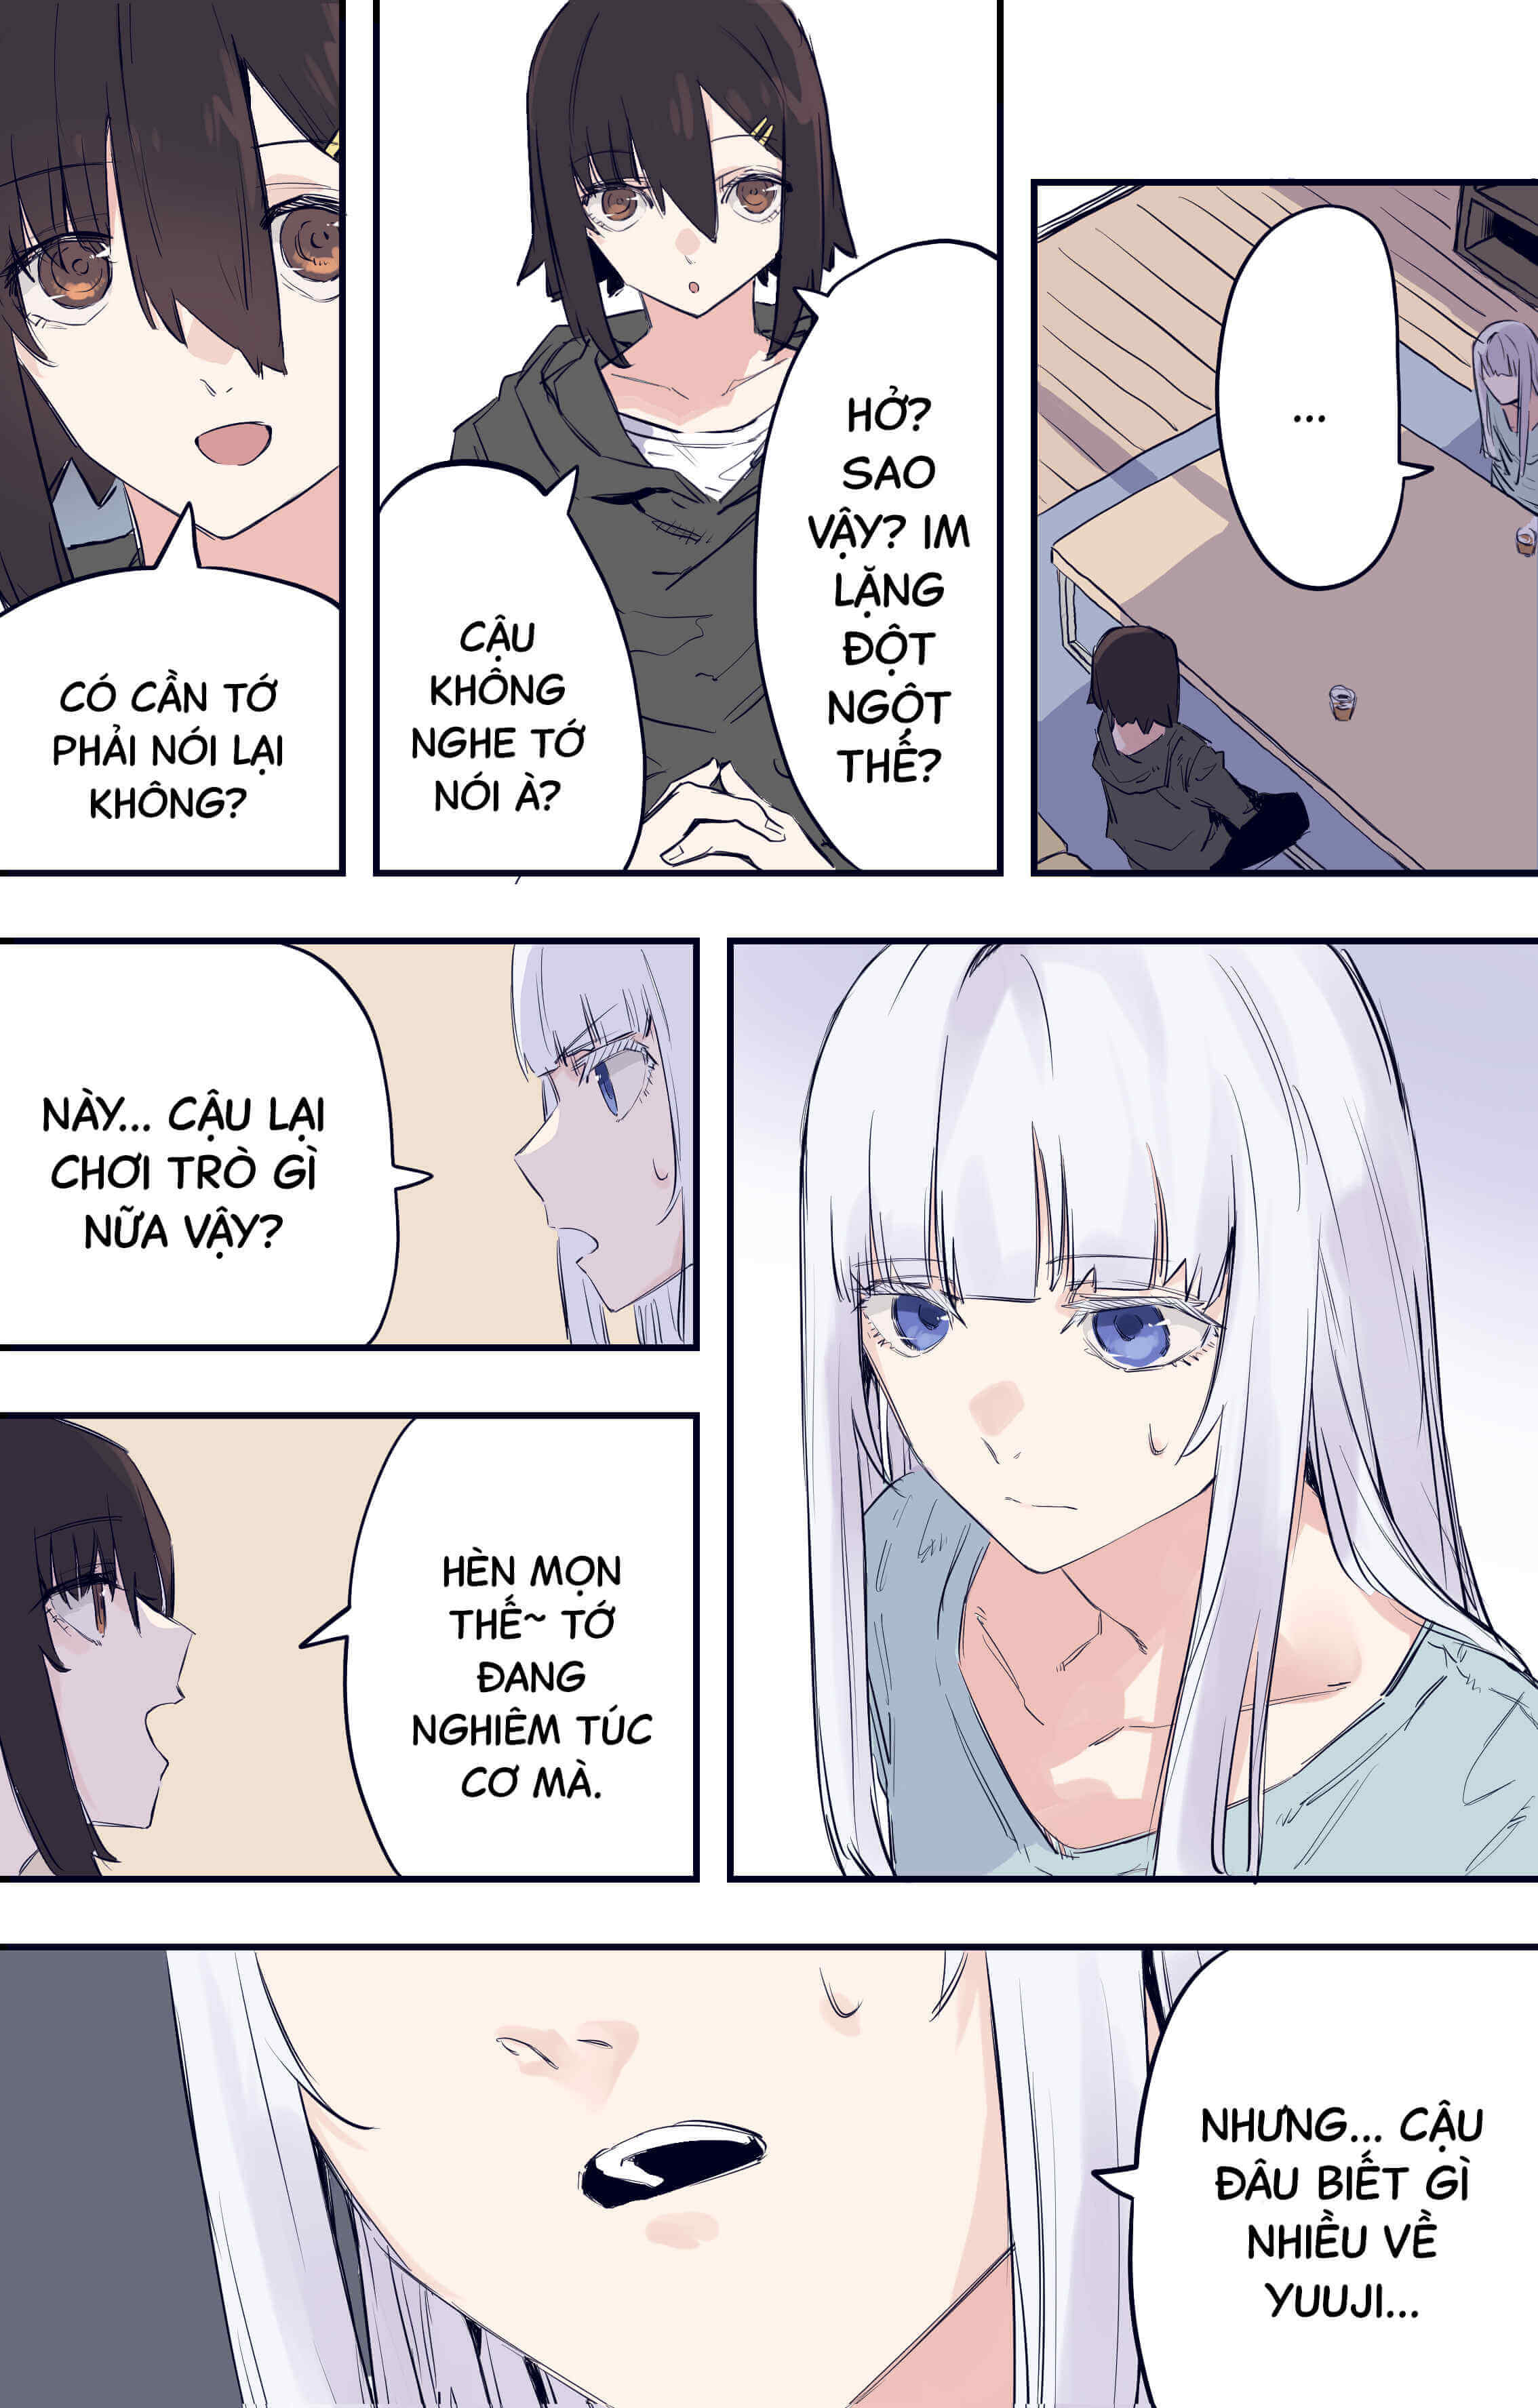 ...
HỞ?
SAO
VẬY? IM
LẶNG
ĐỘT
NGỘT
THẾ?
CẬU
KHÔNG
NGHE TỚ
NÓI À?
CÓ CẦN TỚ
PHẢI NÓI LẠI
KHÔNG?
NÀY... CẬU LẠI
CHƠI TRÒ GÌ
NỮA VẬY?
HÈN MỌN
THẾ~ TỚ
ĐANG
NGHIÊM TÚC
CƠ MÀ.
NHƯNG... CẬU
ĐÂU BIẾT GÌ
NHIỀU VỀ
YUUJI...